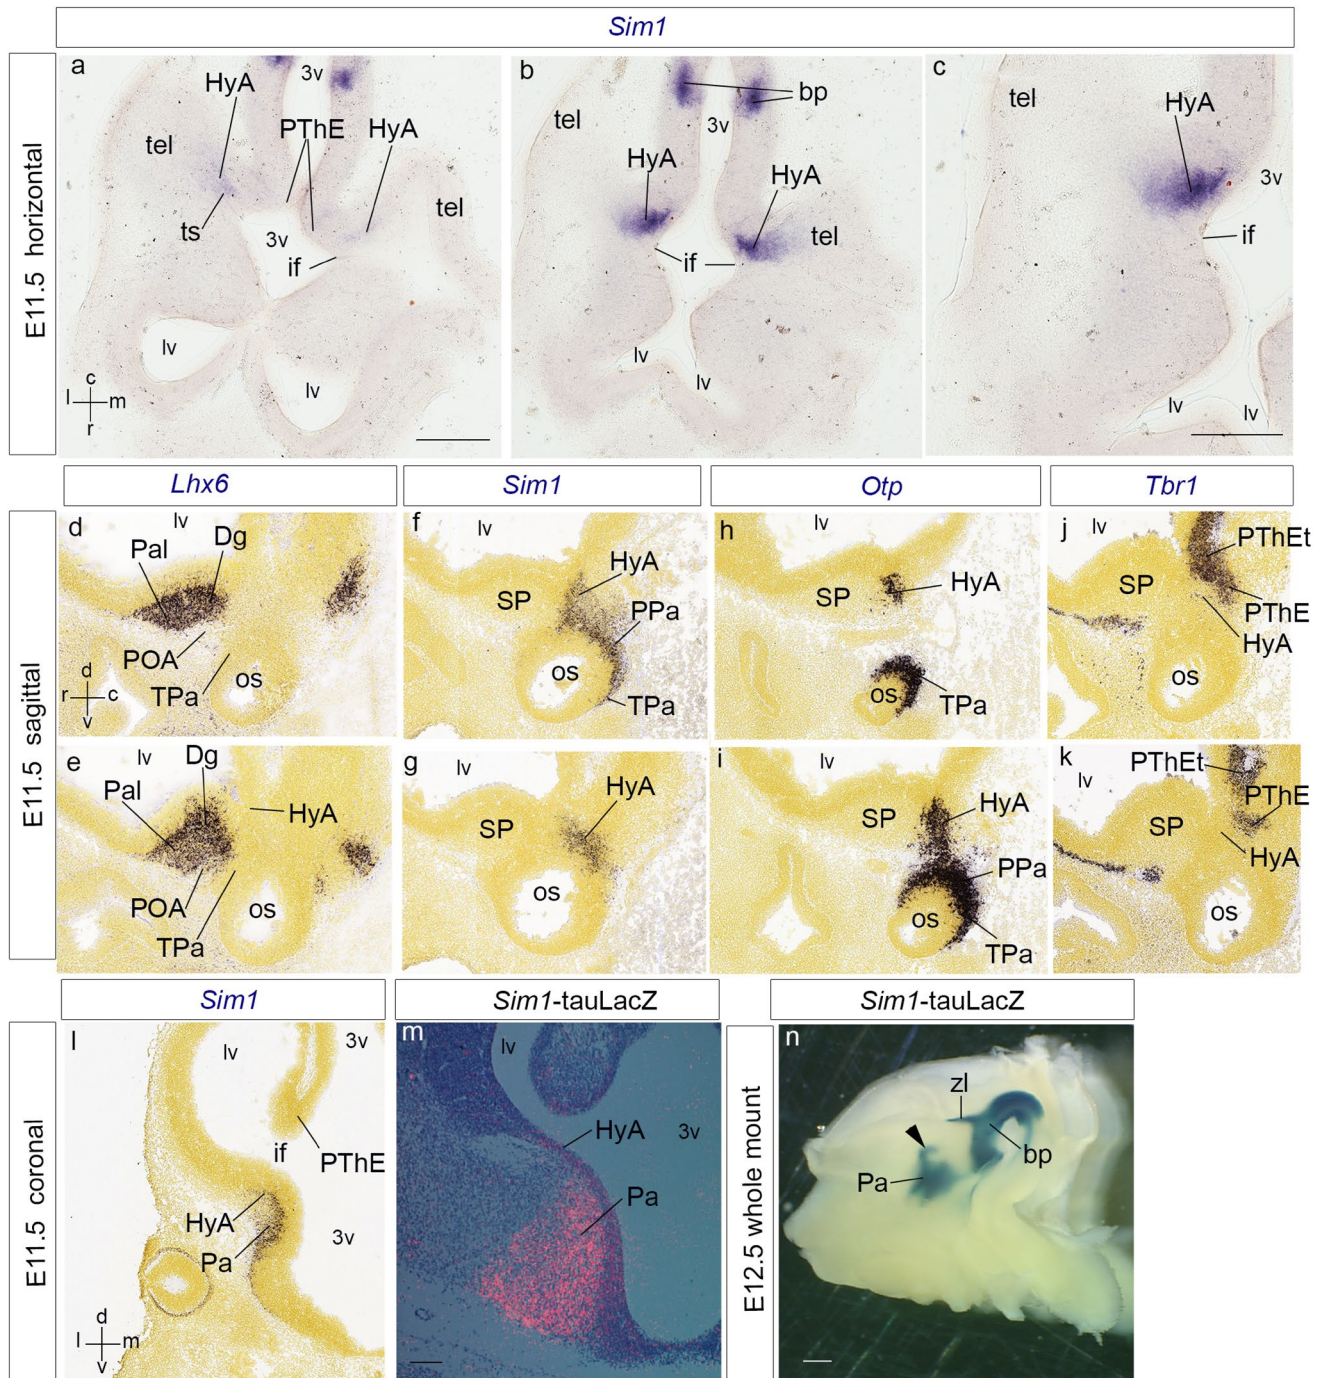 Sim1
E11.5 horizontal
a
HyA
3v
PThE
HyA
tel
tel
ts
3v
if
lv
lv
c
l
m
r
b
bp
tel
3v
HyA
HyA
tel
if
lv
lv
c
tel
HyA
3v
if
lv
lv
Lhx6
Sim1
Otp
Tbr1
E11.5 sagittal
d
lv
Pal
Dg
POA
TPa
os
d
r
c
v
f
lv
HyA
SP
PPa
os
TPa
h
lv
SP
HyA
os
TPa
j
lv
PThEt
SP
PThE
HyA
os
e
lv
Dg
Pal
HyA
POA
TPa
os
g
lv
HyA
SP
os
i
lv
SP
HyA
PPa
os
TPa
k
lv
PThEt
PThE
SP
HyA
os
Sim1
Sim1-tauLacZ
Sim1-tauLacZ
E11.5 coronal
l
lv
3v
if
PThE
HyA
Pa
3v
d
l
m
v
m
lv
HyA
3v
Pa
E12.5 whole mount
n
zl
bp
Pa